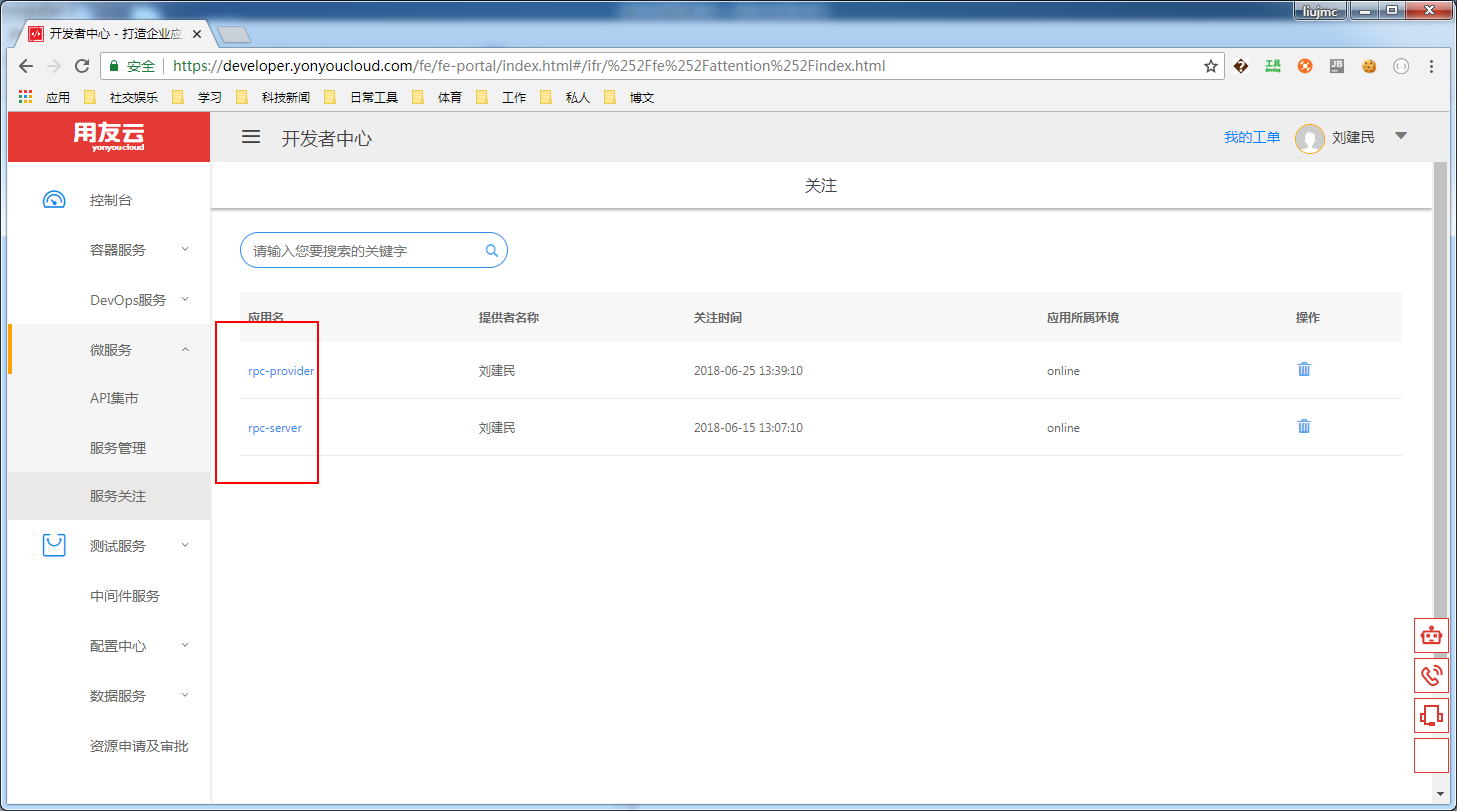 liujmc
开发者中心 - 打造企业应
安全 https://developer.yonyoucloud.com/fe/fe-portal/index.html#/ifr/%252Ffe%252Fattention%252Findex.html
应用 社交娱乐 学习 科技新闻 日常工具 体育 工作 私人 博文
用友云
yonyoucloud
开发者中心
我的工单 刘建民
控制台
容器服务
DevOps服务
微服务
API集市
服务管理
服务关注
测试服务
中间件服务
配置中心
数据服务
资源申请及审批
关注
请输入您要搜索的关键字
应用名 提供者名称 关注时间 应用所属环境 操作
rpc-provider 刘建民 2018-06-25 13:39:10 online
rpc-server 刘建民 2018-06-15 13:07:10 online